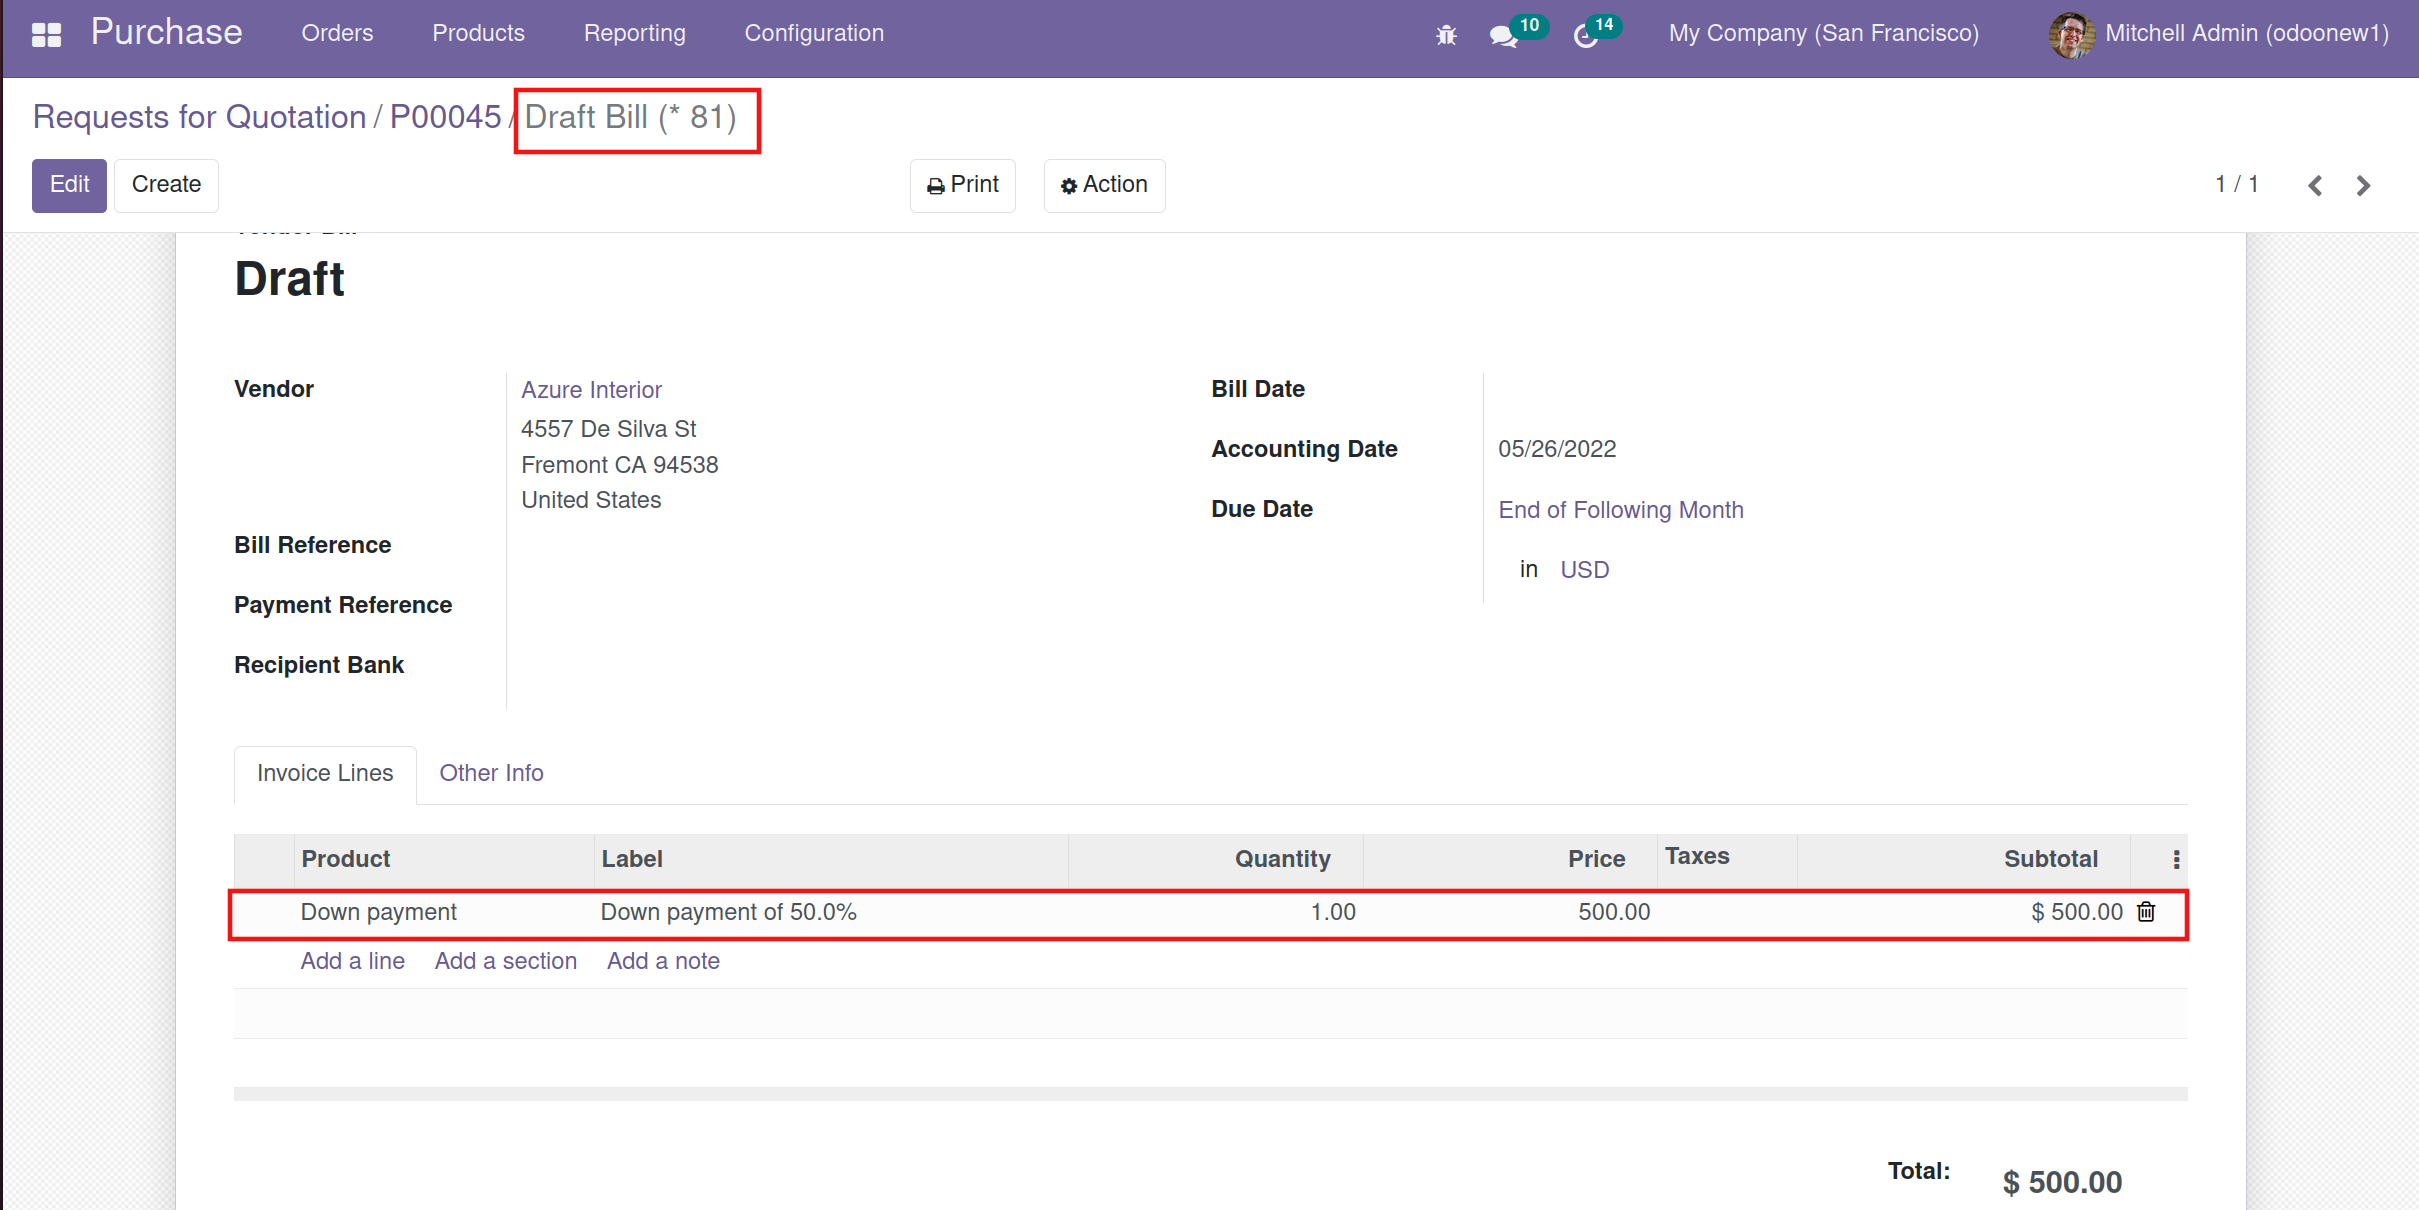 Purchase Orders Products Reporting Configuration 10 14 My Company (San Francisco) Mitchell Admin (odoonew1)
Requests for Quotation / P00045 / Draft Bill (* 81)
Edit Create Print Action 1 / 1
Draft
Vendor Azure Interior Bill Date
4557 De Silva St
Accounting Date 05/26/2022
Fremont CA 94538
United States
Due Date End of Following Month
Bill Reference
in USD
Payment Reference
Recipient Bank
Invoice Lines Other Info
Product Label Quantity Price Taxes Subtotal
Down payment Down payment of 50.0% 1.00 500.00 $ 500.00
Add a line Add a section Add a note
Total: $ 500.00